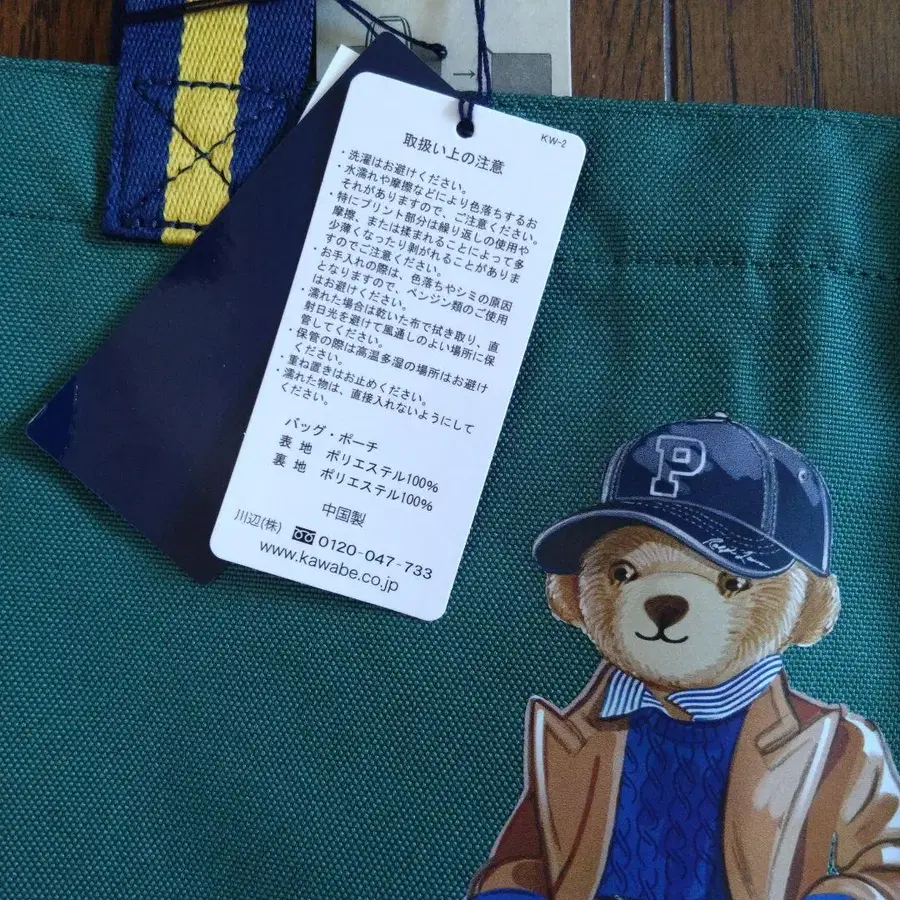 KW-2
取扱い上の注意
・洗濯はお避けください。
・水濡れや摩擦などにより色落ちするお
それがありますので、ご注意ください。
・特にプリント部分は繰り返しの使用や
摩擦、または揉まれることによって多
少薄くなったり剥がれることがありま
すのでご注意ください。
・お手入れの際は、色落ちやシミの原因
となりますので、ベンジン類のご使用
はお避けください。
・濡れた場合は乾いた布で拭き取り、直
射日光を避けて風通しのよい場所に保
管してください。
・保管の際は高温多湿の場所はお避け
ください。
・重ね置きはお止めください。
・濡れた物は、直接入れないようにして
ください。
バッグ・ポーチ
表 地 ポリエステル100%
裏 地 ポリエステル100%
中国製
川辺(株) 0120-047-733
www.kawabe.co.jp
P
Ralph Lauren